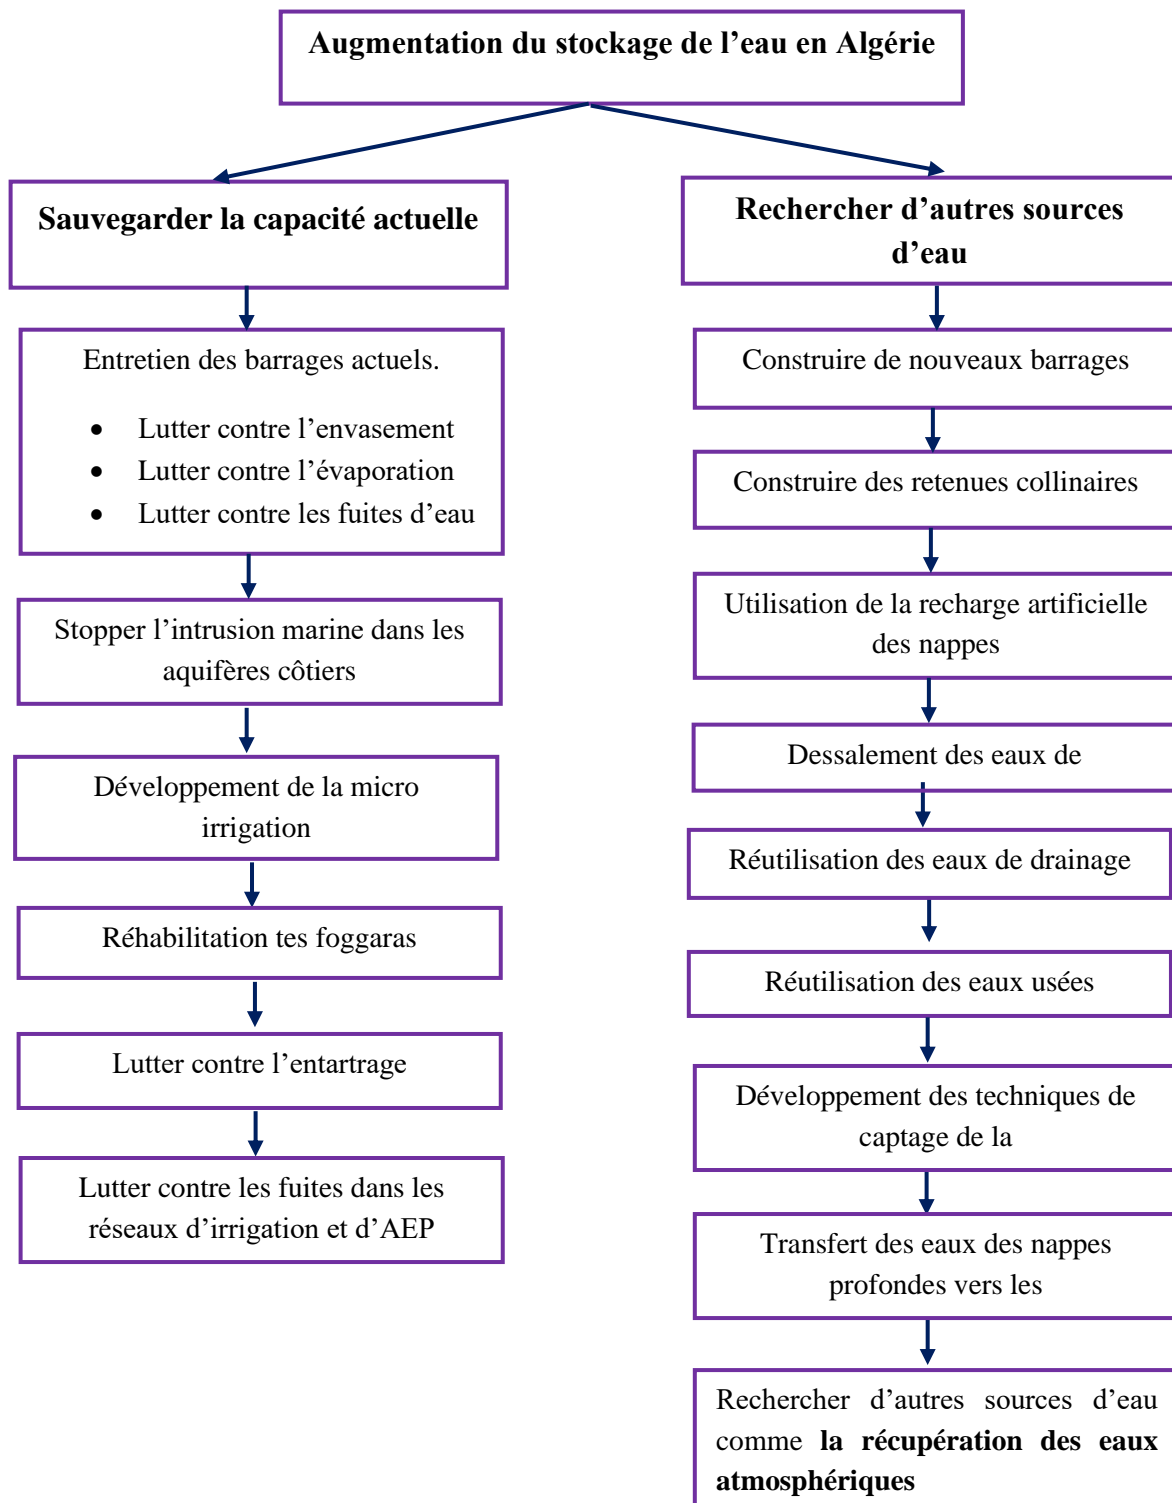 Augmentation du stockage de l’eau en Algérie
Sauvegarder la capacité actuelle
Entretien des barrages actuels.
• Lutter contre l’envasement
• Lutter contre l’évaporation
• Lutter contre les fuites d’eau
Stopper l’intrusion marine dans les
aquifères côtiers
Développement de la micro
irrigation
Réhabilitation tes foggaras
Lutter contre l’entartrage
Lutter contre les fuites dans les
réseaux d’irrigation et d’AEP
Rechercher d’autres sources
d’eau
Construire de nouveaux barrages
Construire des retenues collinaires
Utilisation de la recharge artificielle
des nappes
Dessalement des eaux de
Réutilisation des eaux de drainage
Réutilisation des eaux usées
Développement des techniques de
captage de la
Transfert des eaux des nappes
profondes vers les
Rechercher d’autres sources d’eau
comme la récupération des eaux
atmosphériques